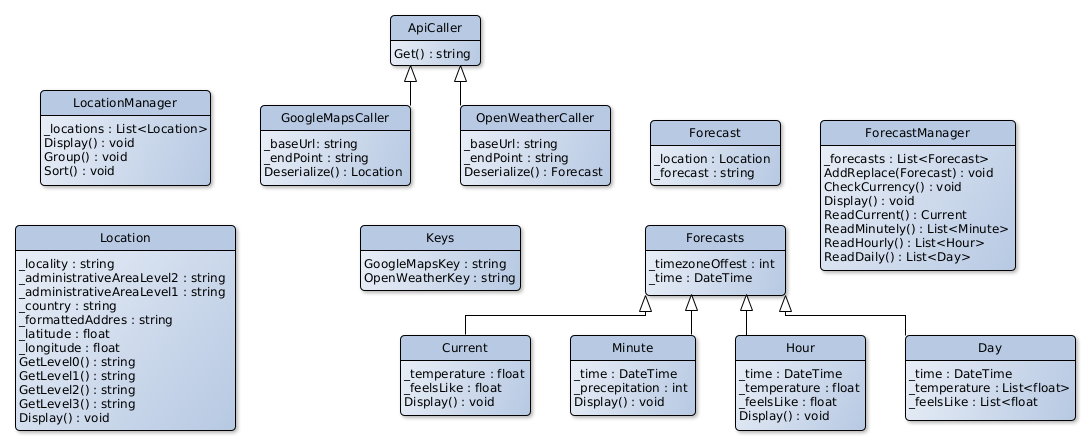 ApiCaller
Get() : string
LocationManager
_locations : List<Location>
Display() : void
Group() : void
Sort() : void
GoogleMapsCaller
_baseUrl: string
_endPoint : string
Deserialize() : Location
OpenWeatherCaller
_baseUrl: string
_endPoint : string
Deserialize() : Forecast
Forecast
_location : Location
_forecast : string
ForecastManager
_forecasts : List<Forecast>
AddReplace(Forecast) : void
CheckCurrency() : void
Display() : void
ReadCurrent() : Current
ReadMinutely() : List<Minute>
ReadHourly() : List<Hour>
ReadDaily() : List<Day>
Location
_locality : string
_administrativeAreaLevel2 : string
_administrativeAreaLevel1 : string
_country : string
_formattedAddres : string
_latitude : float
_longitude : float
GetLevel0() : string
GetLevel1() : string
GetLevel2() : string
GetLevel3() : string
Display() : void
Keys
GoogleMapsKey : string
OpenWeatherKey : string
Forecasts
_timezoneOffest : int
_time : DateTime
Current
_temperature : float
_feelsLike : float
Display() : void
Minute
_time : DateTime
_precepitation : int
Display() : void
Hour
_time : DateTime
_temperature : float
_feelsLike : float
Display() : void
Day
_time : DateTime
_temperature : List<float>
_feelsLike : List<float